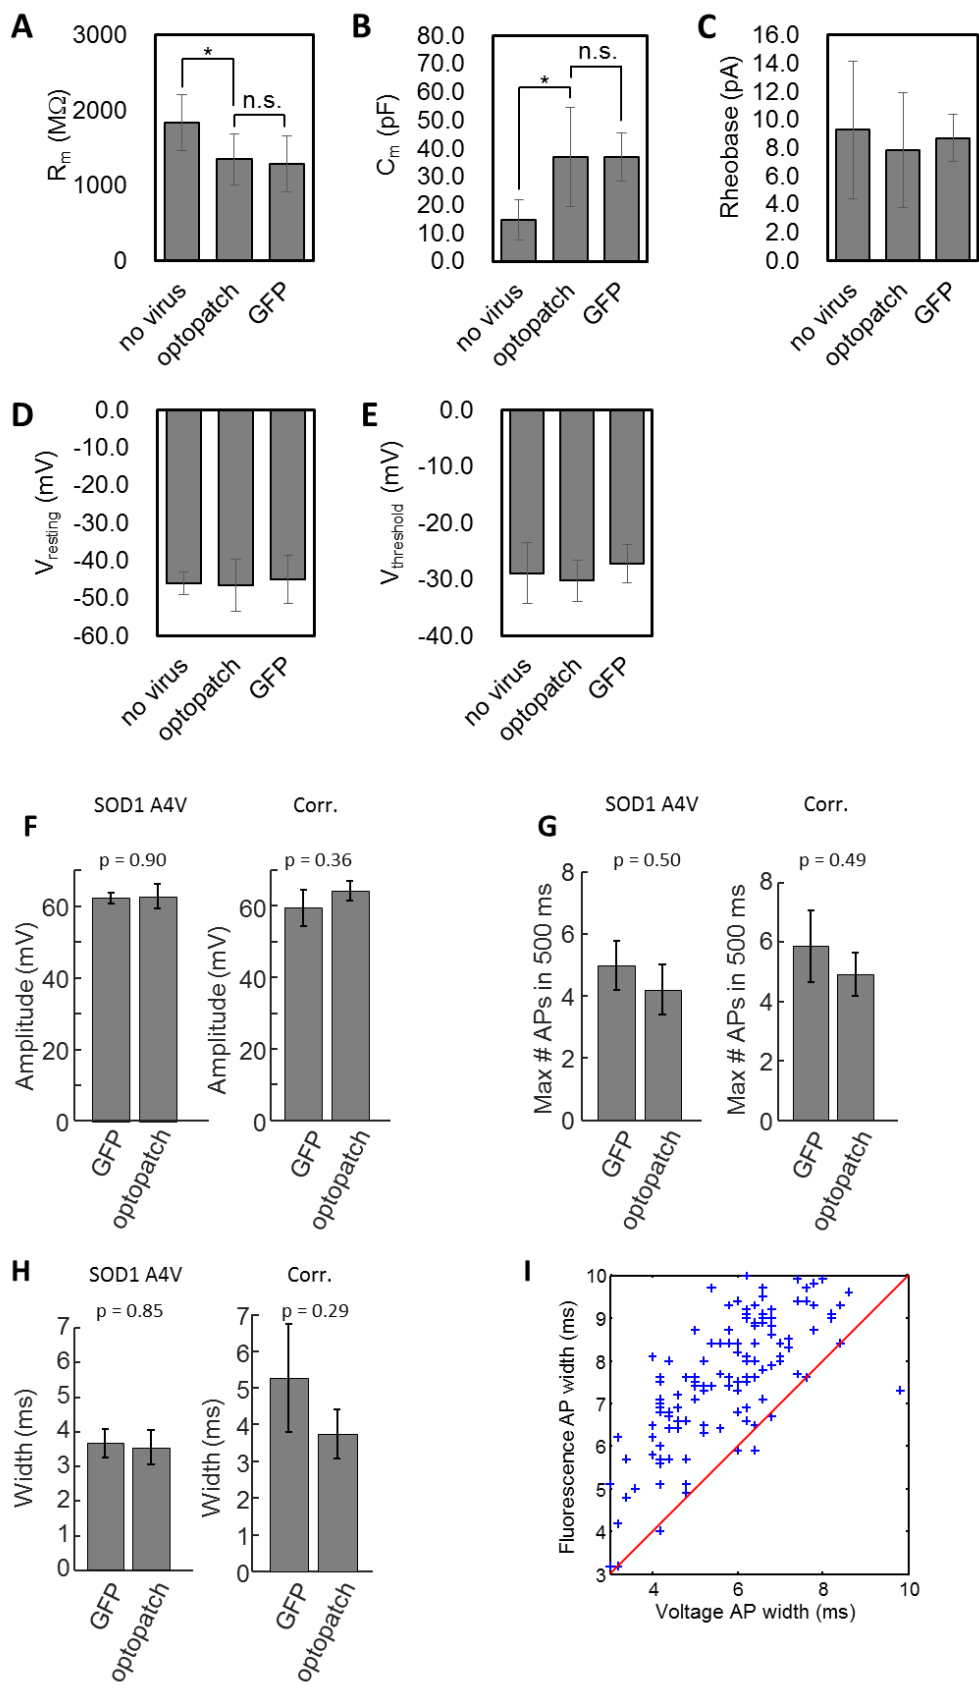 A
3000
2000
1000
0
Rm (MΩ)
*
n.s.
no virus
optopatch
GFP
B
80.0
70.0
60.0
50.0
40.0
30.0
20.0
10.0
0.0
Cm (pF)
*
n.s.
no virus
optopatch
GFP
C
16.0
14.0
12.0
10.0
8.0
6.0
4.0
2.0
0.0
Rheobase (pA)
no virus
optopatch
GFP
D
0.0
-10.0
-20.0
-30.0
-40.0
-50.0
-60.0
Vresting (mV)
no virus
optopatch
GFP
E
0.0
-10.0
-20.0
-30.0
-40.0
Vthreshold (mV)
no virus
optopatch
GFP
F
SOD1 A4V
p = 0.90
60
40
20
0
Amplitude (mV)
GFP
optopatch
Corr.
p = 0.36
60
40
20
0
Amplitude (mV)
GFP
optopatch
G
SOD1 A4V
p = 0.50
8
6
4
2
0
Max # APs in 500 ms
GFP
optopatch
Corr.
p = 0.49
8
6
4
2
0
Max # APs in 500 ms
GFP
optopatch
H
SOD1 A4V
p = 0.85
7
6
5
4
3
2
1
0
Width (ms)
GFP
optopatch
Corr.
p = 0.29
7
6
5
4
3
2
1
0
Width (ms)
GFP
optopatch
I
10
9
8
7
6
5
4
3
Fluorescence AP width (ms)
4
6
8
10
Voltage AP width (ms)